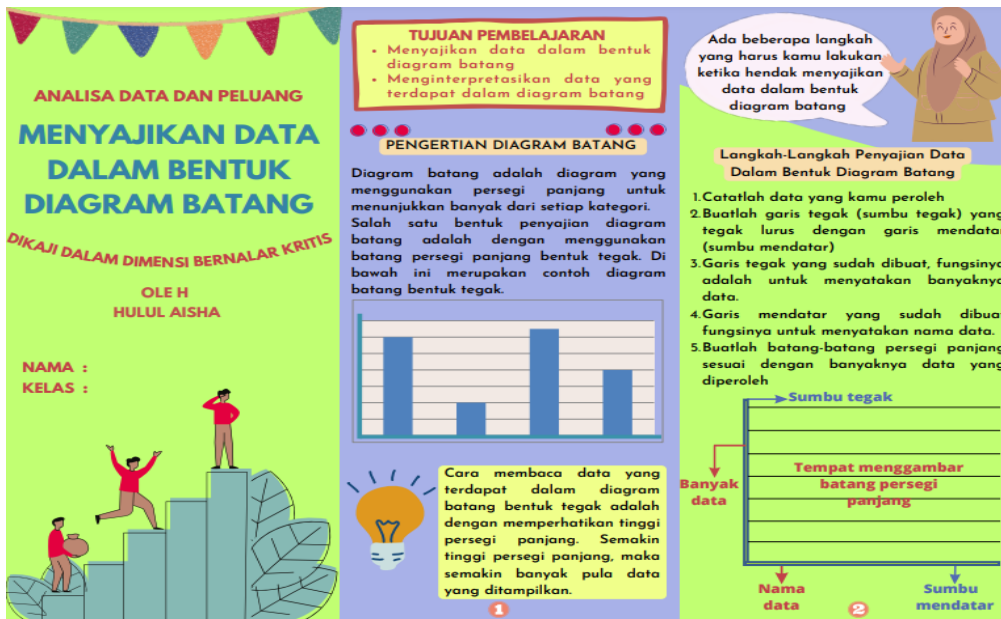 ANALISA DATA DAN PELUANG
MENYAJIKAN DATA
DALAM BENTUK
DIAGRAM BATANG
DIKAJI DALAM DIMENSI BERNALAR KRITIS
OLE H
HULUL AISHA
NAMA :
KELAS :
TUJUAN PEMBELAJARAN
• Menyajikan data dalam bentuk
diagram batang
• Menginterpretasikan data yang
terdapat dalam diagram batang
PENGERTIAN DIAGRAM BATANG
Diagram batang adalah diagram yang
menggunakan persegi panjang untuk
menunjukkan banyak dari setiap kategori.
Salah satu bentuk penyajian diagram
batang adalah dengan menggunakan
batang persegi panjang bentuk tegak. Di
bawah ini merupakan contoh diagram
batang bentuk tegak.
Cara membaca data yang
terdapat dalam diagram
batang bentuk tegak adalah
dengan memperhatikan tinggi
persegi panjang. Semakin
tinggi persegi panjang, maka
semakin banyak pula data
yang ditampilkan.
1
Ada beberapa langkah
yang harus kamu lakukan
ketika hendak menyajikan
data dalam bentuk
diagram batang
Langkah-Langkah Penyajian Data
Dalam Bentuk Diagram Batang
1. Catatlah data yang kamu peroleh
2. Buatlah garis tegak (sumbu tegak) yang
tegak lurus dengan garis mendatar
(sumbu mendatar)
3. Garis tegak yang sudah dibuat, fungsinya
adalah untuk menyatakan banyaknya
data.
4. Garis mendatar yang sudah dibuat
fungsinya untuk menyatakan nama data.
5. Buatlah batang-batang persegi panjang
sesuai dengan banyaknya data yang
diperoleh
Sumbu tegak
Banyak
data
Tempat menggambar
batang persegi
panjang
Nama
data
Sumbu
mendatar
2